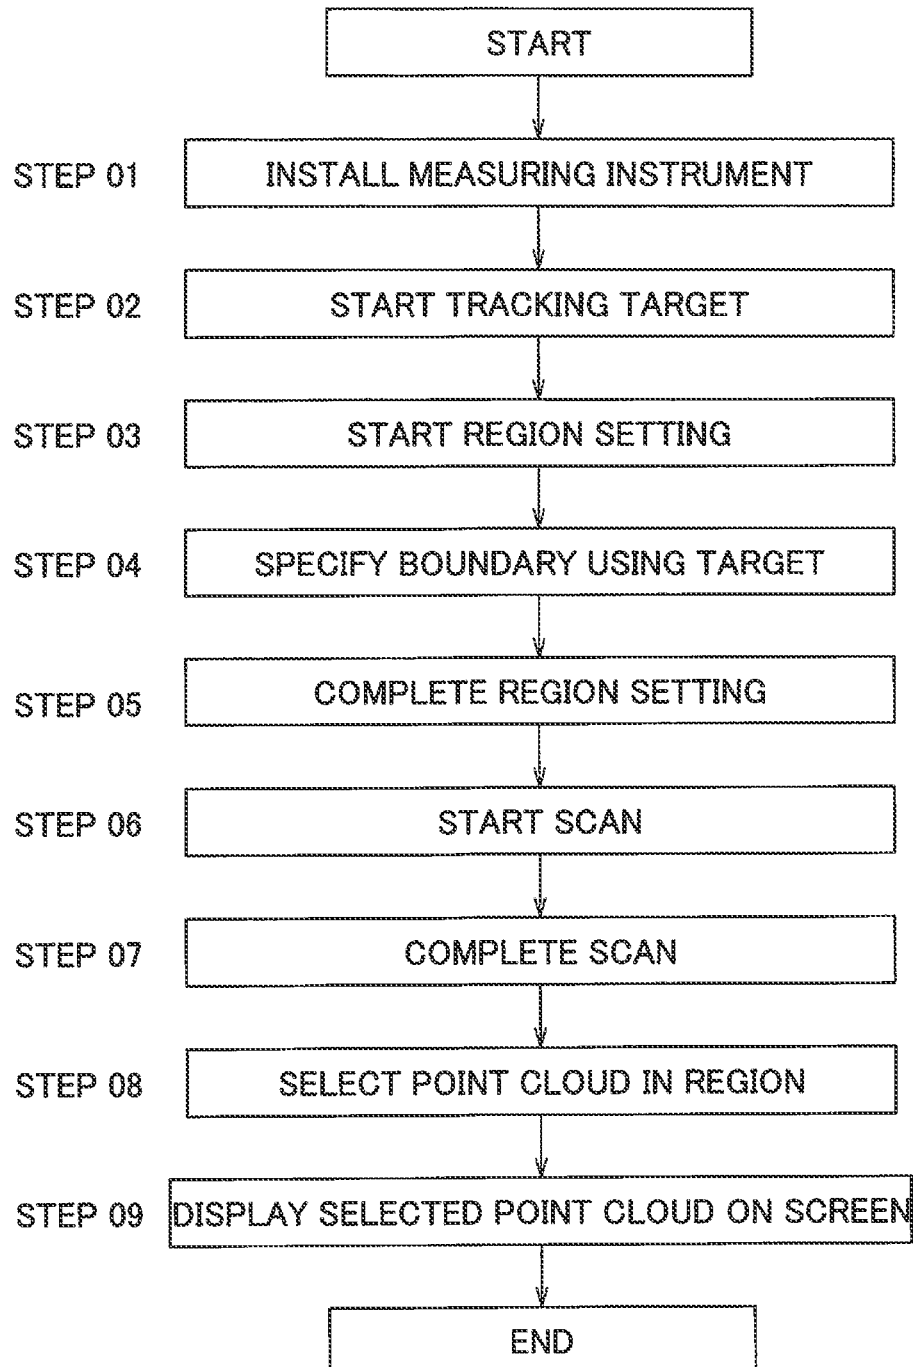 START
STEP 01 INSTALL MEASURING INSTRUMENT
STEP 02 START TRACKING TARGET
STEP 03 START REGION SETTING
STEP 04 SPECIFY BOUNDARY USING TARGET
STEP 05 COMPLETE REGION SETTING
STEP 06 START SCAN
STEP 07 COMPLETE SCAN
STEP 08 SELECT POINT CLOUD IN REGION
STEP 09 DISPLAY SELECTED POINT CLOUD ON SCREEN
END